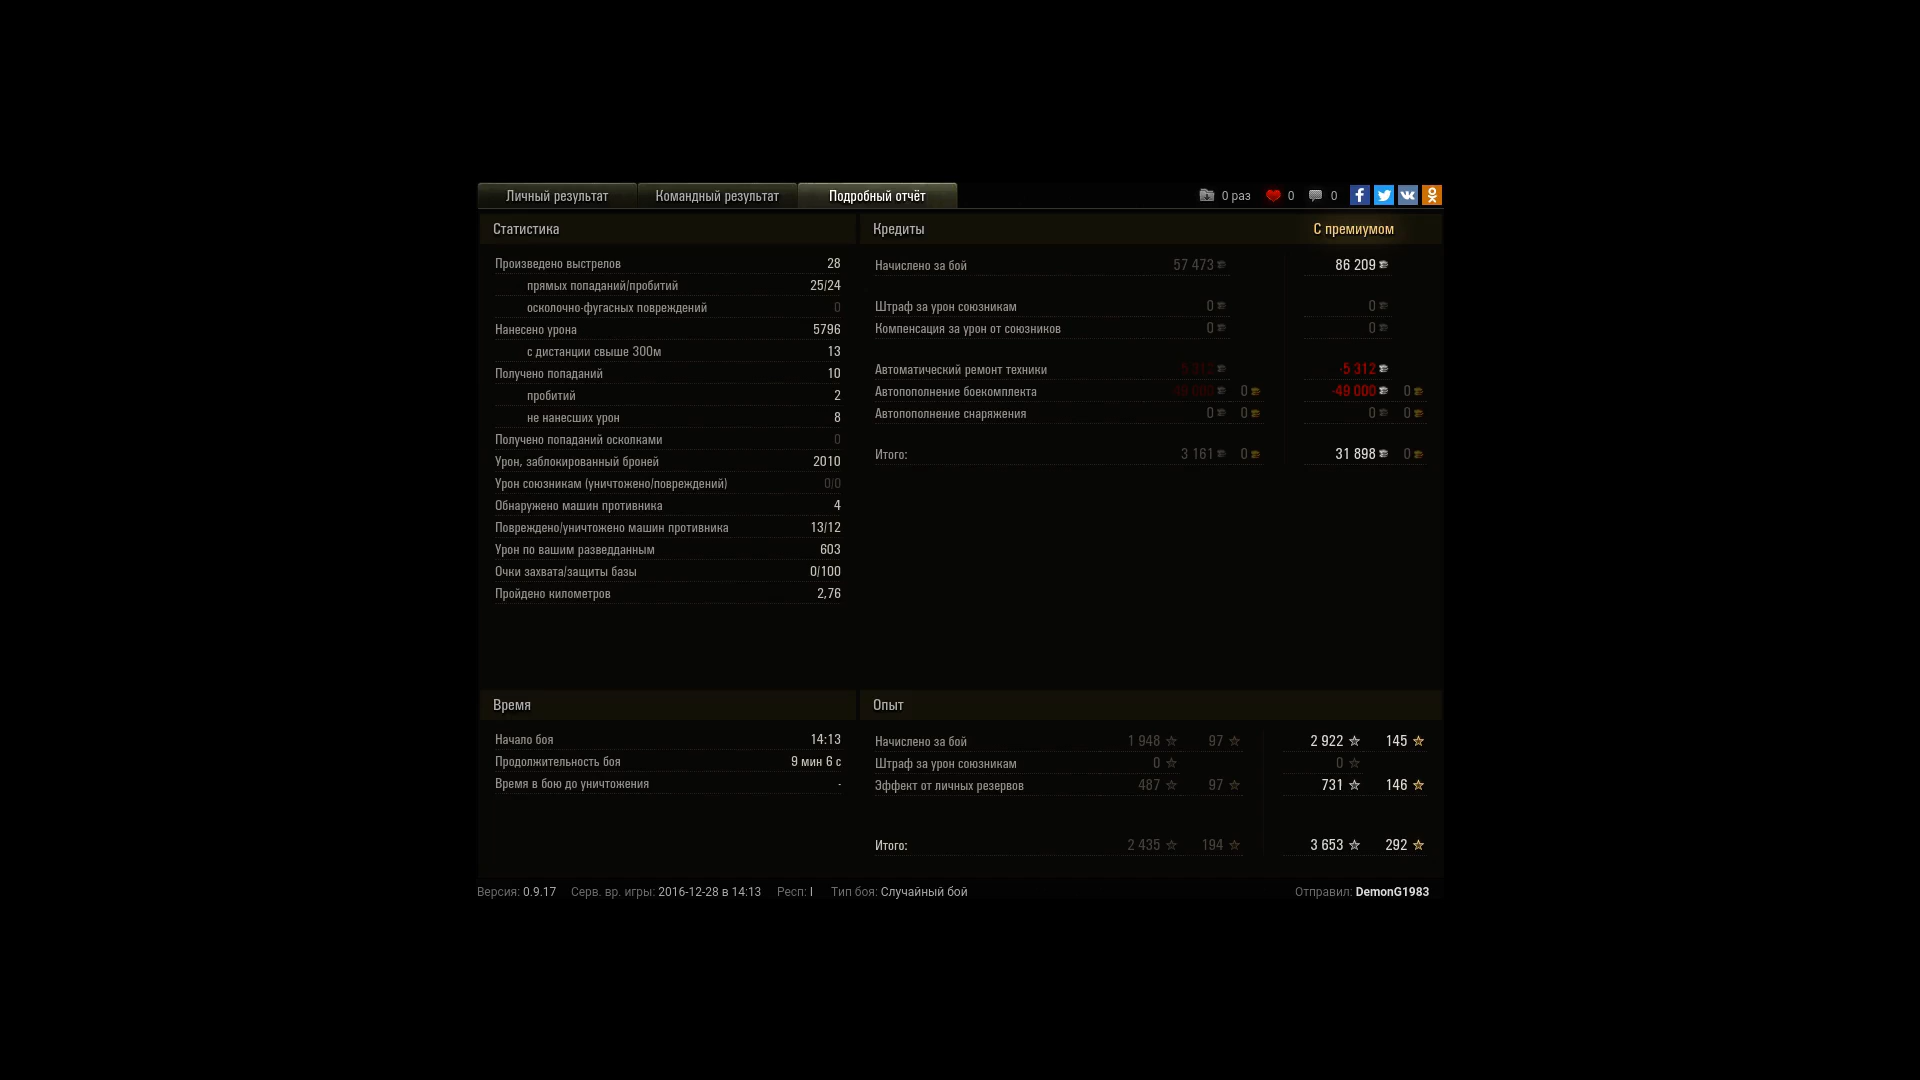 Личный результат Командный результат Подробный отчёт 0 раз 0 0
Статистика
Произведено выстрелов 28
прямых попаданий/пробитий 25/24
осколочно-фугасных повреждений 0
Нанесено урона 5796
с дистанции свыше 300м 13
Получено попаданий 10
пробитий 2
не нанесших урон 8
Получено попаданий осколками 0
Урон, заблокированный броней 2010
Урон союзникам (уничтожено/повреждений) 0/0
Обнаружено машин противника 4
Повреждено/уничтожено машин противника 13/12
Урон по вашим разведданным 603
Очки захвата/защиты базы 0/100
Пройдено километров 2,76
Кредиты С премиумом
Начислено за бой 57 473 86 209
Штраф за урон союзникам 0 0
Компенсация за урон от союзников 0 0
Автоматический ремонт техники -5 312 -5 312
Автопополнение боекомплекта -49 000 0 -49 000 0
Автопополнение снаряжения 0 0 0 0
Итого: 3 161 0 31 898 0
Время
Начало боя 14:13
Продолжительность боя 9 мин 6 с
Время в бою до уничтожения -
Опыт
Начислено за бой 1 948 97 2 922 145
Штраф за урон союзникам 0 0
Эффект от личных резервов 487 97 731 146
Итого: 2 435 194 3 653 292
Версия: 0.9.17 Серв. вр. игры: 2016-12-28 в 14:13 Респ: I Тип боя: Случайный бой Отправил: DemonG1983